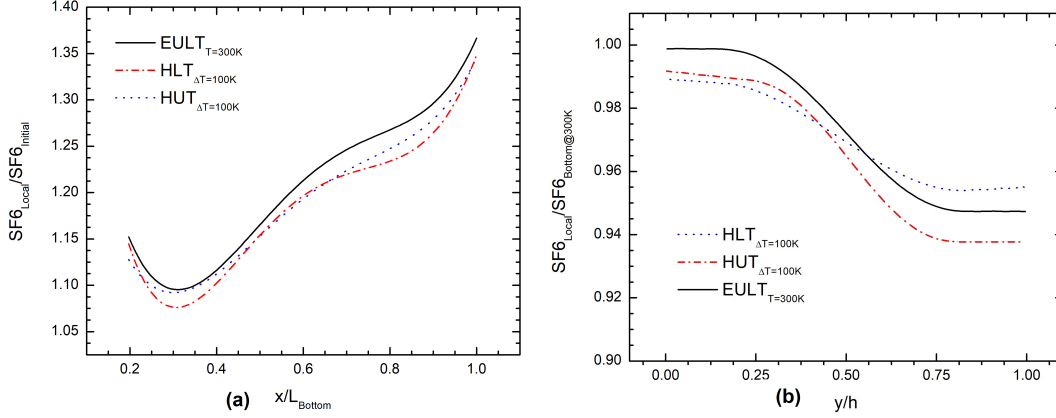 1.40
1.35
1.30
1.25
1.20
1.15
1.10
1.05
SF6Local/SF6Initial
EULTT=300K
HLTΔT=100K
HUTΔT=100K
0.2
0.4
0.6
0.8
1.0
(a)
x/LBottom
1.00
0.98
0.96
0.94
0.92
0.90
SF6Local/SF6Bottom@300K
HLTΔT=100K
HUTΔT=100K
EULTT=300K
0.00
0.25
0.50
0.75
1.00
(b)
y/h